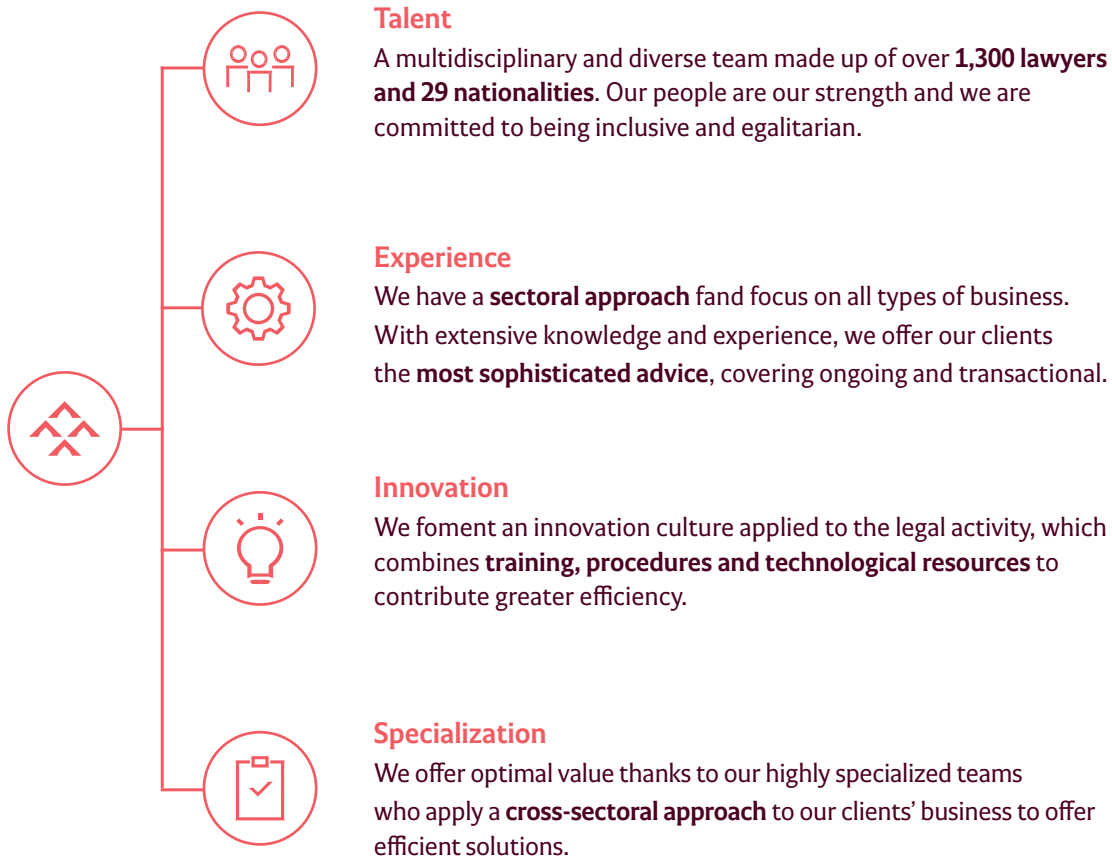 Talent
A multidisciplinary and diverse team made up of over 1,300 lawyers
and 29 nationalities. Our people are our strength and we are
committed to being inclusive and egalitarian.
Experience
We have a sectoral approach fand focus on all types of business.
With extensive knowledge and experience, we offer our clients
the most sophisticated advice, covering ongoing and transactional.
Innovation
We foment an innovation culture applied to the legal activity, which
combines training, procedures and technological resources to
contribute greater efficiency.
Specialization
We offer optimal value thanks to our highly specialized teams
who apply a cross-sectoral approach to our clients’ business to offer
efficient solutions.